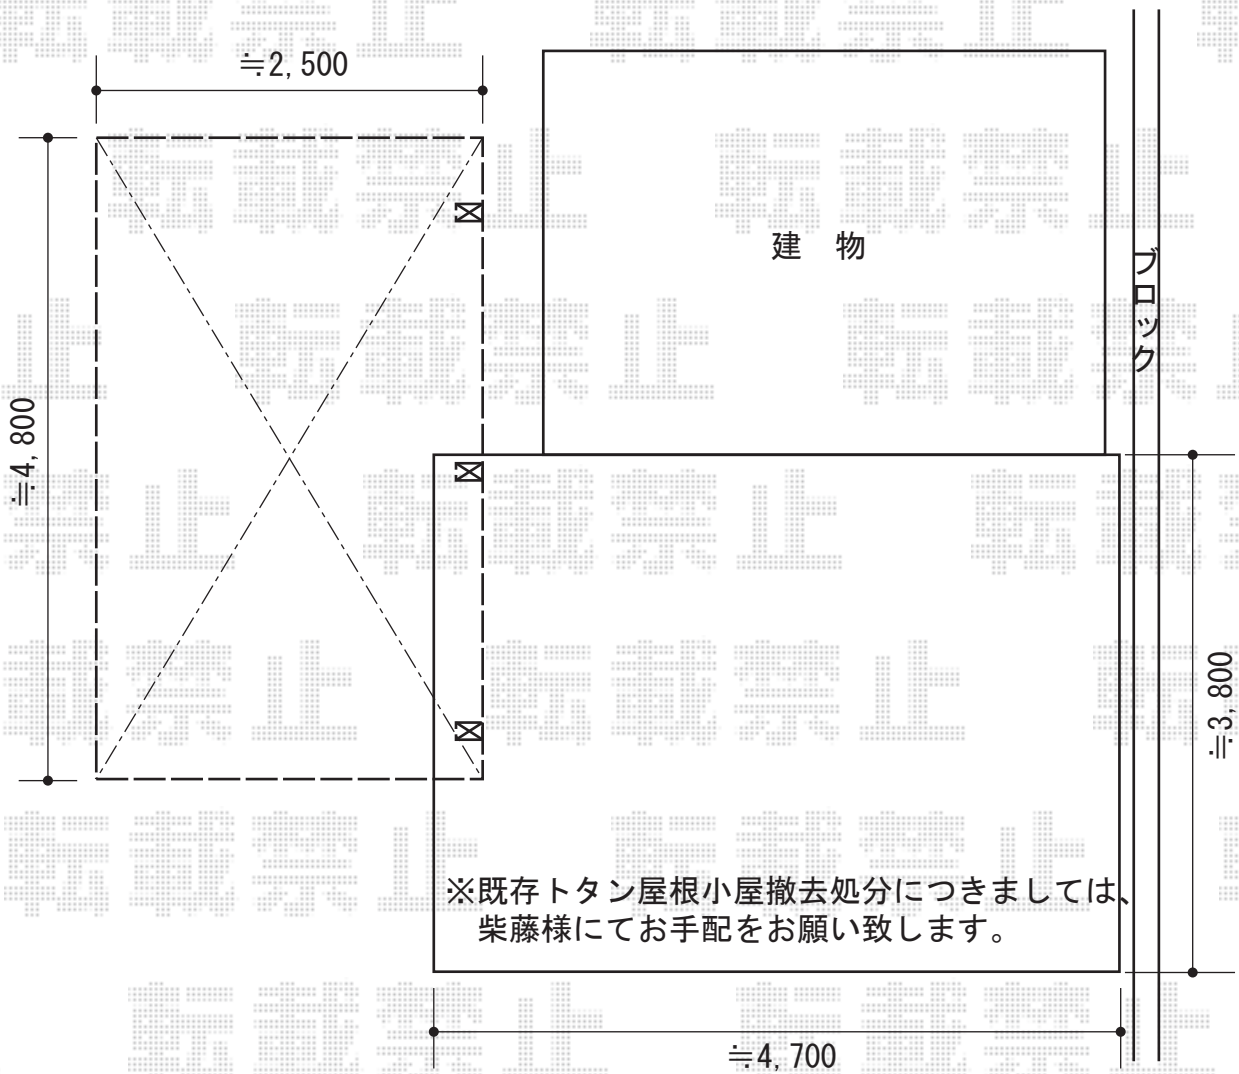 ≒2,500
建　物
ブロック
≒4,800
≒3,800
※既存トタン屋根小屋撤去処分につきましては、
柴藤様にてお手配をお願い致します。
≒4,700
転載禁止